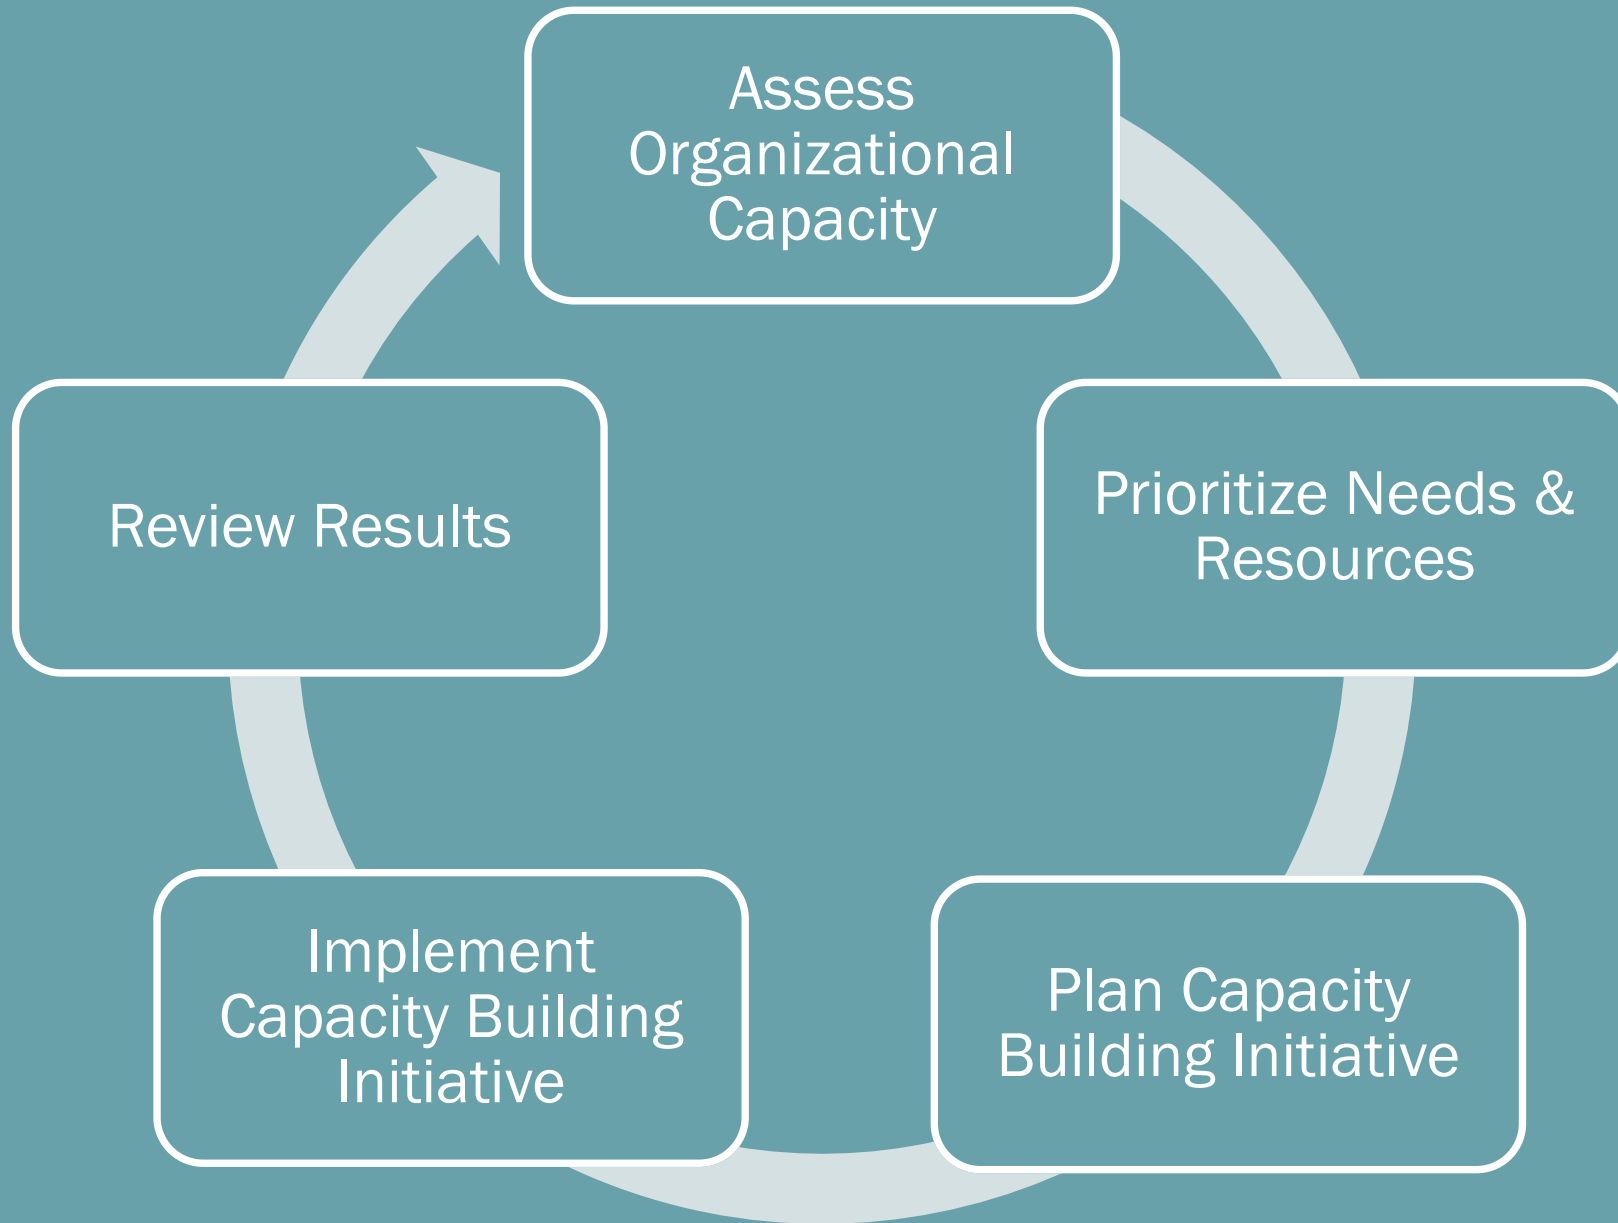 Assess
Organizational
Capacity
Prioritize Needs &
Resources
Plan Capacity
Building Initiative
Implement
Capacity Building
Initiative
Review Results